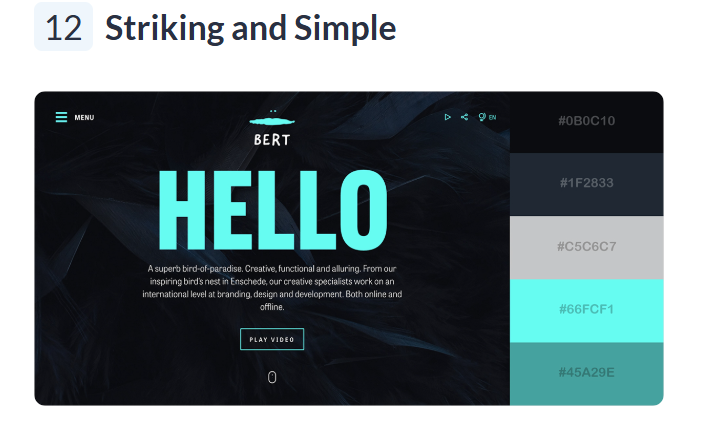 12 Striking and Simple
MENU
BERT
EN
HELLO
A superb bird-of-paradise. Creative, functional and alluring. From our
inspiring bird's nest in Enschede, our creative specialists work on an
international level at branding, design and development. Both online and
offline.
PLAY VIDEO
#0B0C10
#1F2833
#C5C6C7
#66FCF1
#45A29E